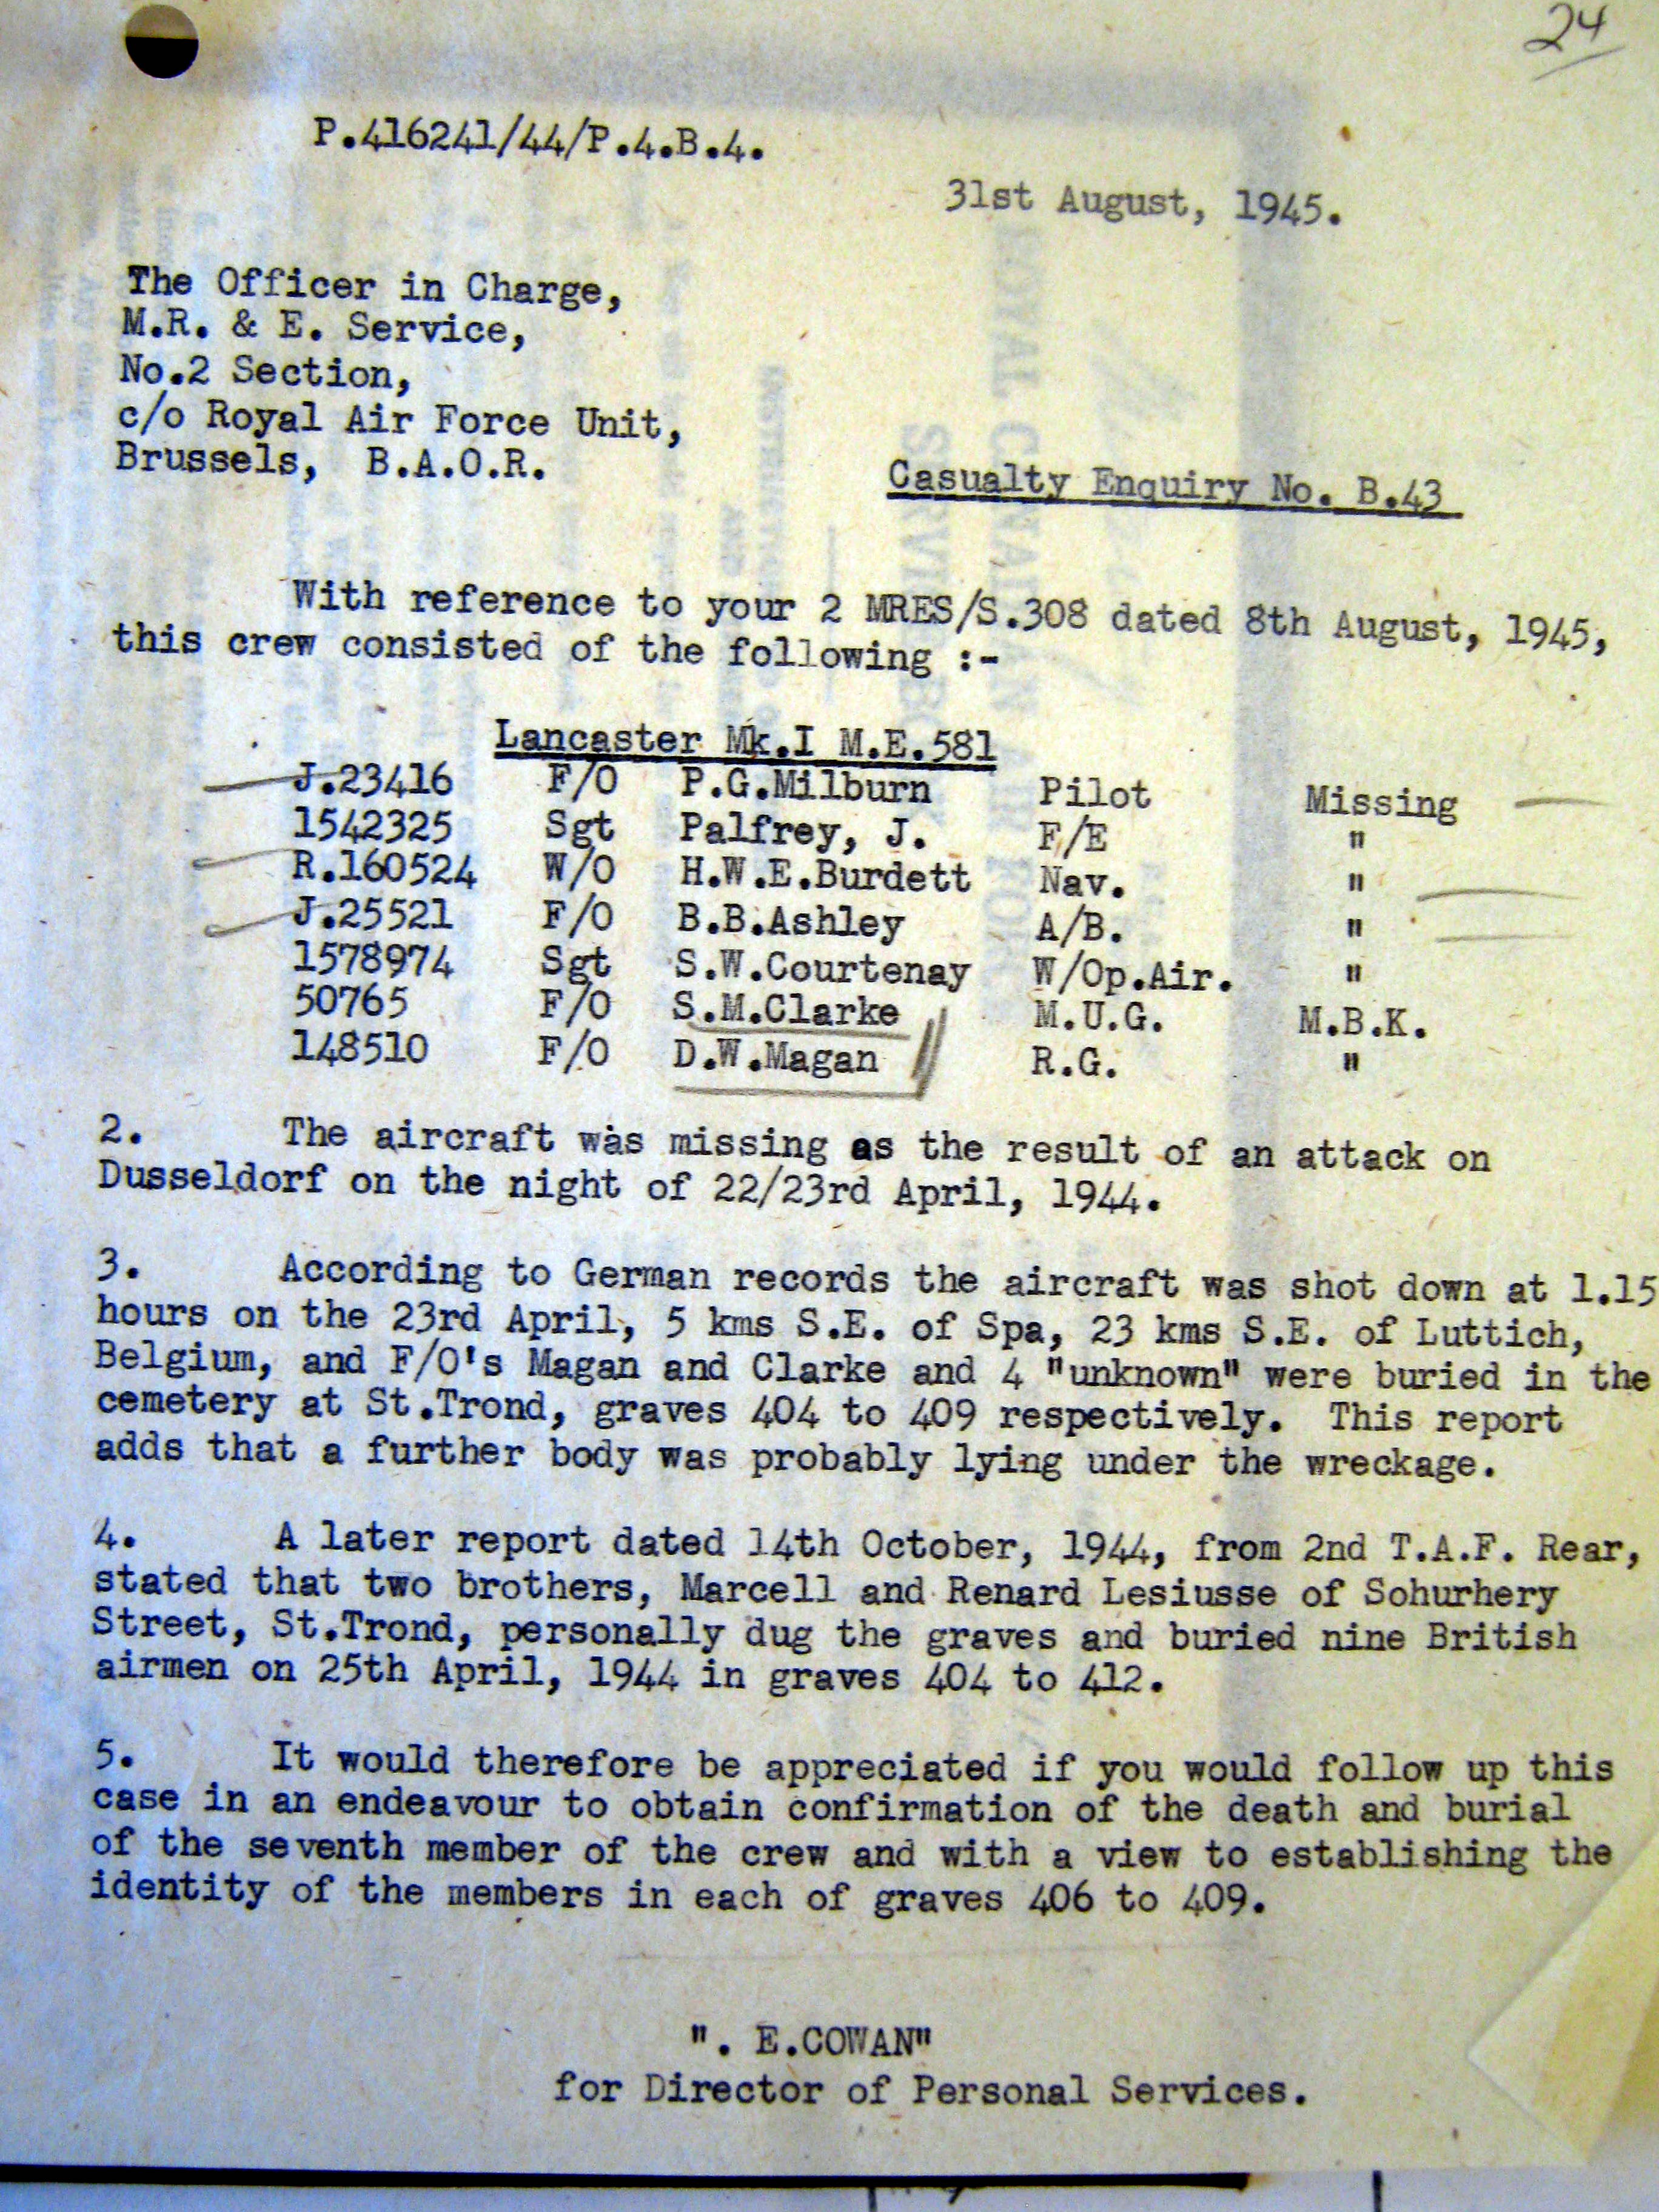 24
P.416241/44/P.4.B.4.
31st August, 1945.
The Officer in Charge,
M.R. & E. Service,
No.2 Section,
c/o Royal Air Force Unit,
Brussels, B.A.O.R.
Casualty Enquiry No. B.43
With reference to your 2 MRES/S.308 dated 8th August, 1945,
this crew consisted of the following :-
Lancaster Mk.I M.E.581
J.23416 F/O P.G.Milburn Pilot Missing
1542325 Sgt Palfrey, J. F/E "
R.160524 W/O H.W.E.Burdett Nav. "
J.25521 F/O B.B.Ashley A/B. "
1578974 Sgt S.W.Courtenay W/Op.Air. "
50765 F/O S.M.Clarke M.U.G. M.B.K.
148510 F/O D.W.Magan R.G. "
2. The aircraft was missing as the result of an attack on
Dusseldorf on the night of 22/23rd April, 1944.
3. According to German records the aircraft was shot down at 1.15
hours on the 23rd April, 5 kms S.E. of Spa, 23 kms S.E. of Luttich,
Belgium, and F/O's Magan and Clarke and 4 "unknown" were buried in the
cemetery at St.Trond, graves 404 to 409 respectively. This report
adds that a further body was probably lying under the wreckage.
4. A later report dated 14th October, 1944, from 2nd T.A.F. Rear,
stated that two brothers, Marcell and Renard Lesiusse of Sohurhery
Street, St.Trond, personally dug the graves and buried nine British
airmen on 25th April, 1944 in graves 404 to 412.
5. It would therefore be appreciated if you would follow up this
case in an endeavour to obtain confirmation of the death and burial
of the seventh member of the crew and with a view to establishing the
identity of the members in each of graves 406 to 409.
". E.COWAN"
for Director of Personal Services.